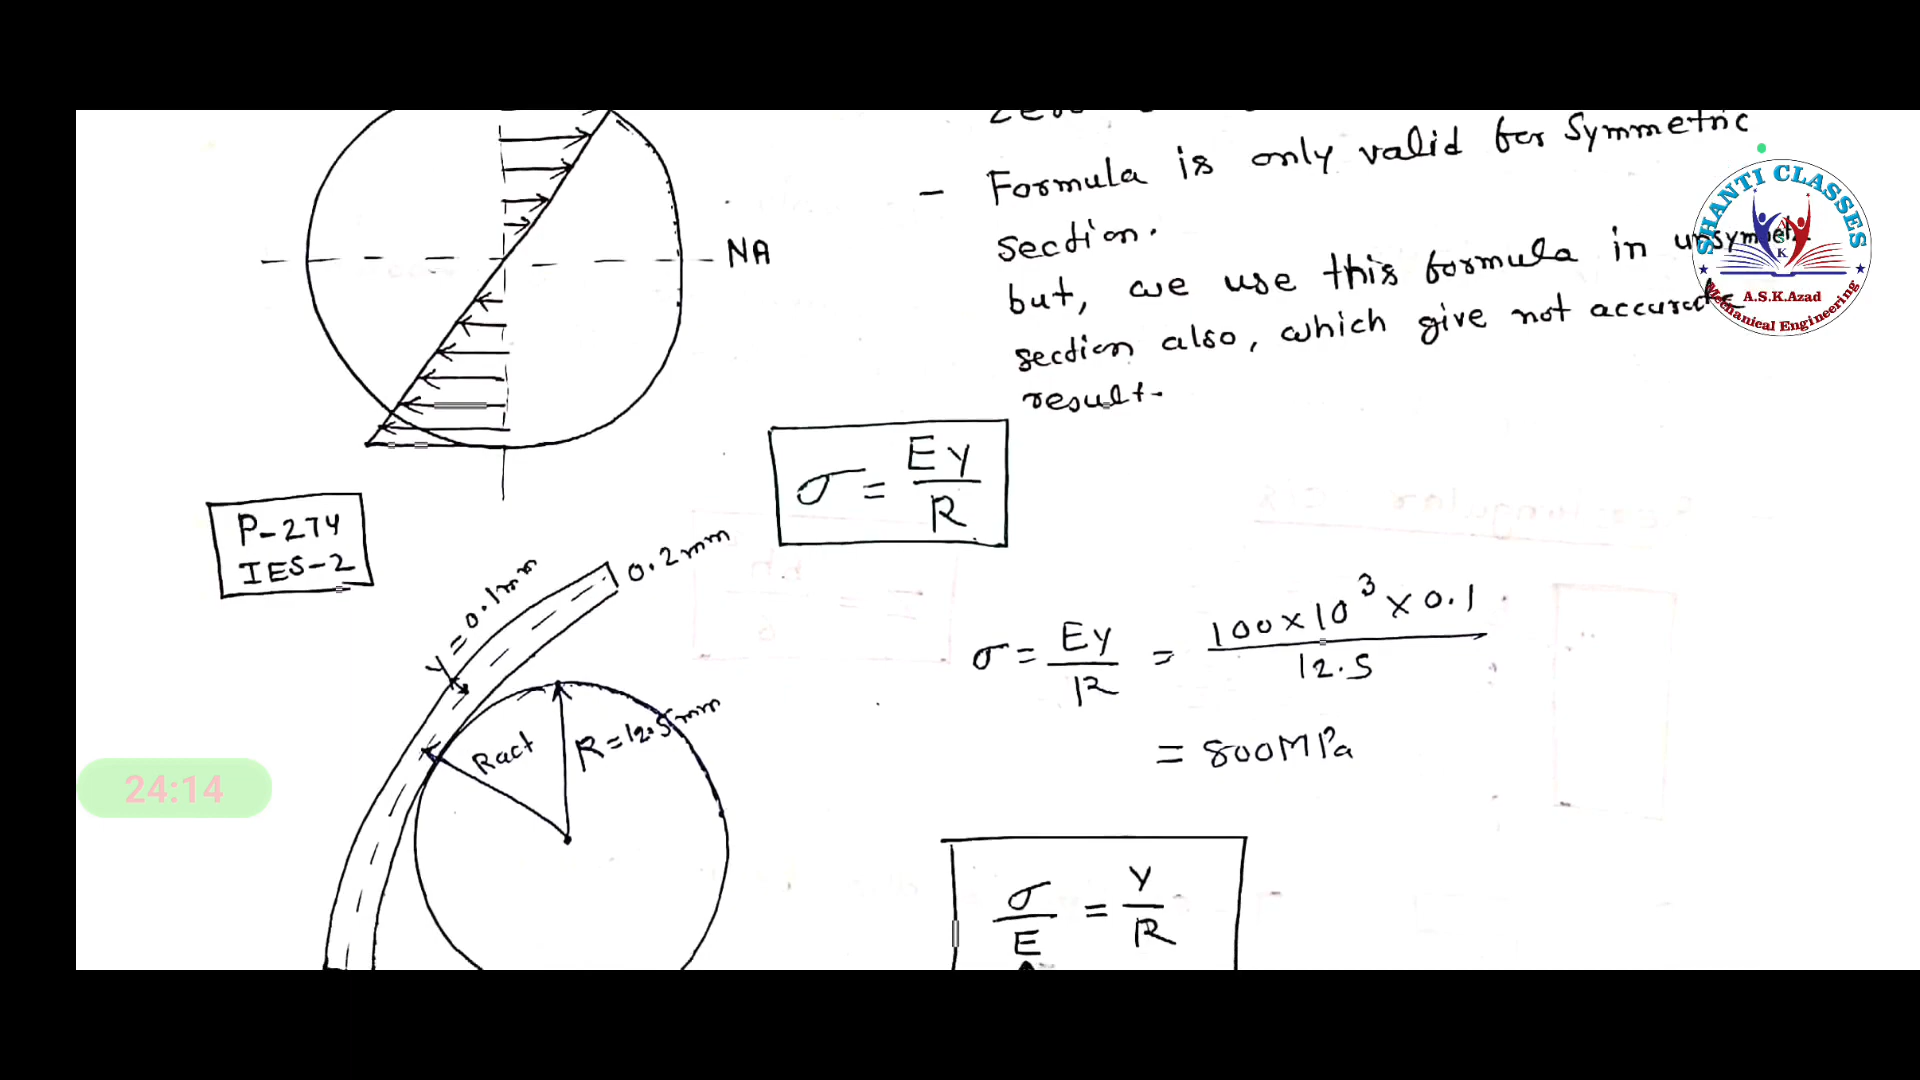 - Formula is only valid for Symmetric
section.
but, we use this formula in unsymmet.
section also, which give not accurate
result.
NA
σ = Ey / R
P-274
IES-2
y = 0.1mm
0.2mm
Ract
R=12.5mm
σ = Ey / R = 100 × 10³ × 0.1 / 12.5
= 800MPa
σ / E = y / R
24:14
SHANTI CLASSES
S
K
A.S.K.Azad
Mechanical Engineering